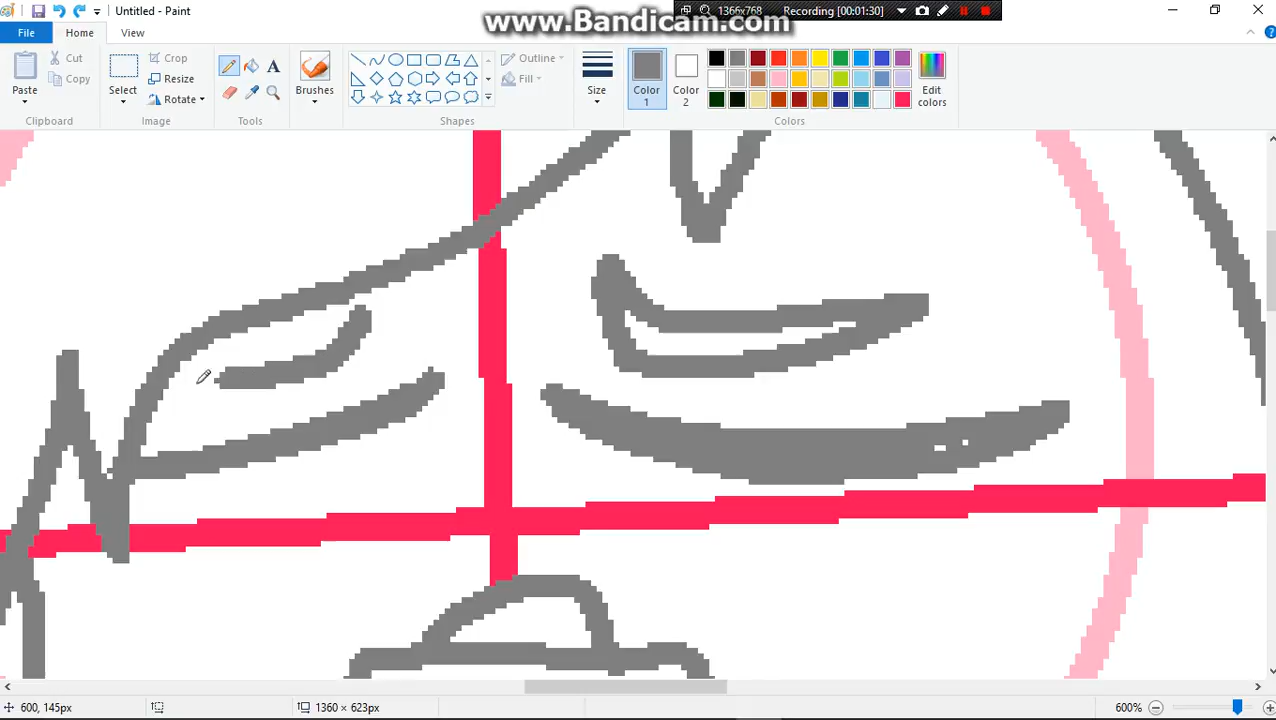 www.Bandicam.com
1366x768 Recording [00:01:30]
Untitled - Paint
File Home View
Paste
Cut
Copy
Clipboard
Select
Crop
Resize
Rotate
Image
Tools
Brushes
Shapes
Outline
Fill
Size
Color 1
Color 2
Colors
Edit colors
600, 145px
1360 × 623px
600%